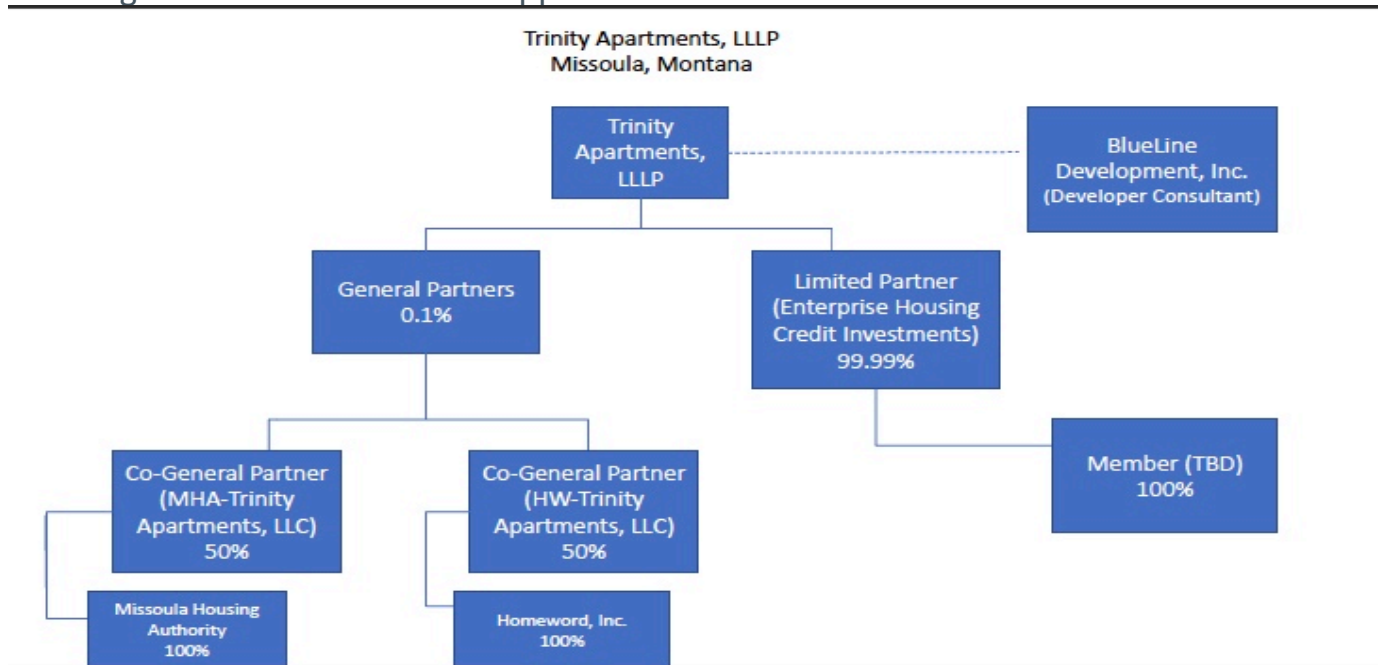 Trinity Apartments, LLLP
Missoula, Montana
Trinity
Apartments,
LLLP
BlueLine
Development, Inc.
(Developer Consultant)
General Partners
0.1%
Limited Partner
(Enterprise Housing
Credit Investments)
99.99%
Co-General Partner
(MHA-Trinity
Apartments, LLC)
50%
Co-General Partner
(HW-Trinity
Apartments, LLC)
50%
Member (TBD)
100%
Missoula Housing
Authority
100%
Homeword, Inc.
100%